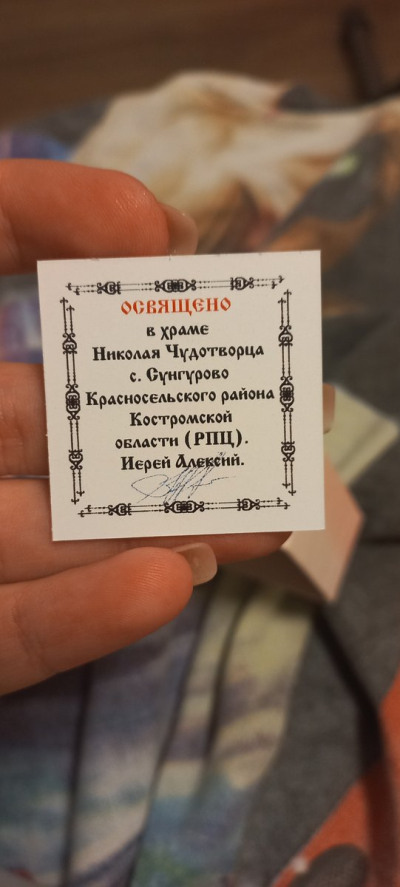 ОСВЯЩЕНО
в храме
Николая Чудотворца
с. Сунгурово
Красносельского района
Костромской
области (РПЦ).
Иерей Алексий.